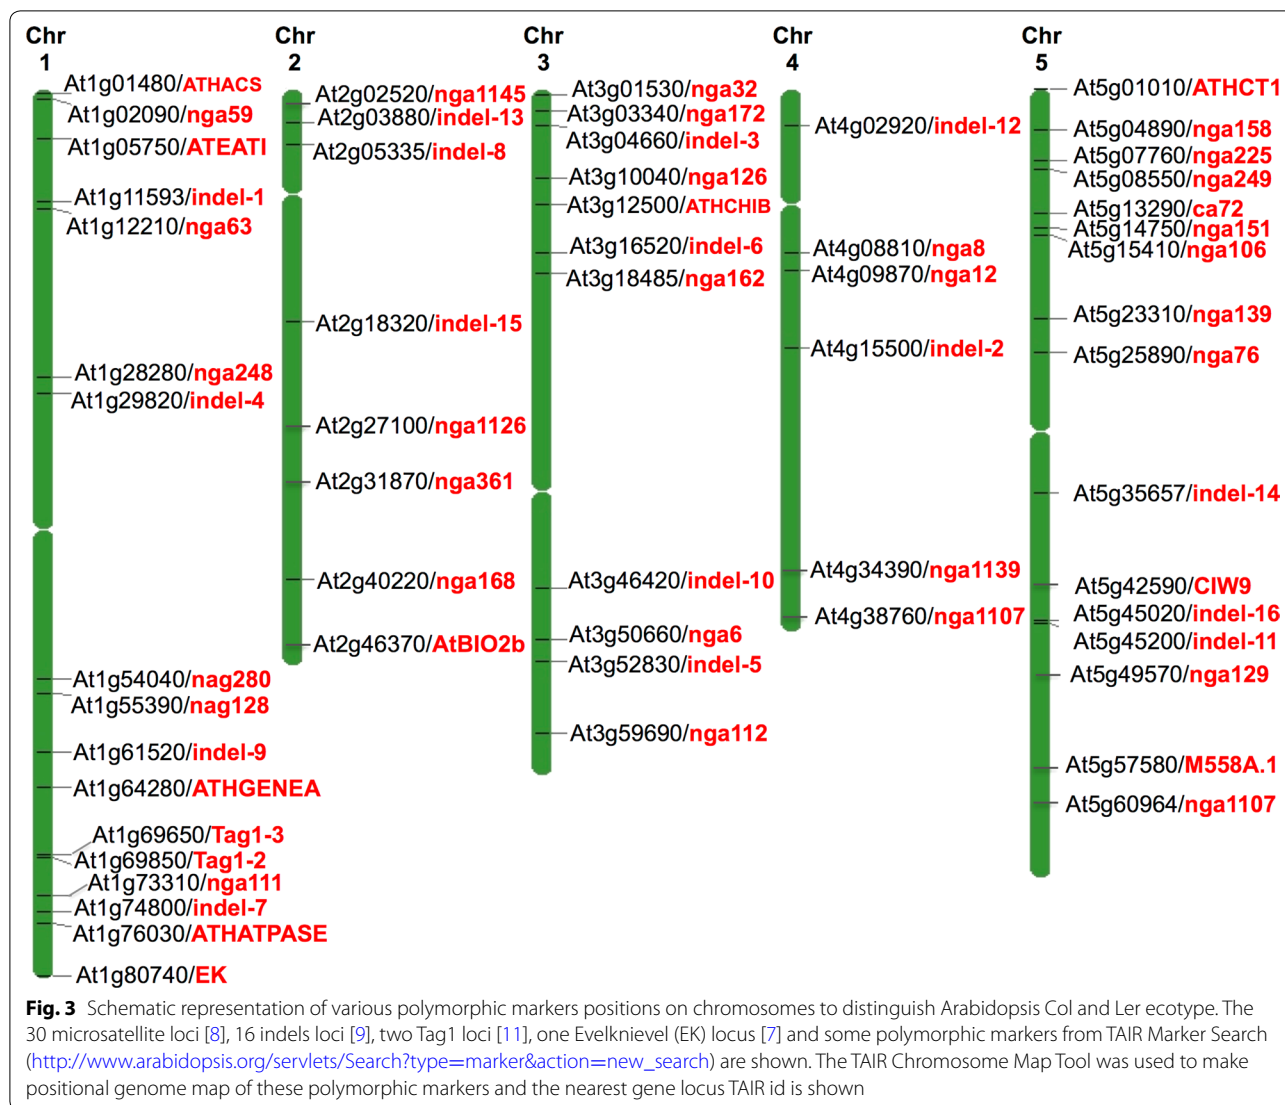 Chr
1
At1g01480/ATHACS
At1g02090/nga59
At1g05750/ATEATI
At1g11593/indel-1
At1g12210/nga63
At1g28280/nga248
At1g29820/indel-4
At1g54040/nag280
At1g55390/nag128
At1g61520/indel-9
At1g64280/ATHGENEA
At1g69650/Tag1-3
At1g69850/Tag1-2
At1g73310/nga111
At1g74800/indel-7
At1g76030/ATHATPASE
At1g80740/EK
Chr
2
At2g02520/nga1145
At2g03880/indel-13
At2g05335/indel-8
At2g18320/indel-15
At2g27100/nga1126
At2g31870/nga361
At2g40220/nga168
At2g46370/AtBIO2b
Chr
3
At3g01530/nga32
At3g03340/nga172
At3g04660/indel-3
At3g10040/nga126
At3g12500/ATHCHIB
At3g16520/indel-6
At3g18485/nga162
At3g46420/indel-10
At3g50660/nga6
At3g52830/indel-5
At3g59690/nga112
Chr
4
At4g02920/indel-12
At4g08810/nga8
At4g09870/nga12
At4g15500/indel-2
At4g34390/nga1139
At4g38760/nga1107
Chr
5
At5g01010/ATHCT1
At5g04890/nga158
At5g07760/nga225
At5g08550/nga249
At5g13290/ca72
At5g14750/nga151
At5g15410/nga106
At5g23310/nga139
At5g25890/nga76
At5g35657/indel-14
At5g42590/CIW9
At5g45020/indel-16
At5g45200/indel-11
At5g49570/nga129
At5g57580/M558A.1
At5g60964/nga1107
Fig. 3 Schematic representation of various polymorphic markers positions on chromosomes to distinguish Arabidopsis Col and Ler ecotype. The
30 microsatellite loci [8], 16 indels loci [9], two Tag1 loci [11], one Evelknievel (EK) locus [7] and some polymorphic markers from TAIR Marker Search
(http://www.arabidopsis.org/servlets/Search?type=marker&action=new_search) are shown. The TAIR Chromosome Map Tool was used to make
positional genome map of these polymorphic markers and the nearest gene locus TAIR id is shown